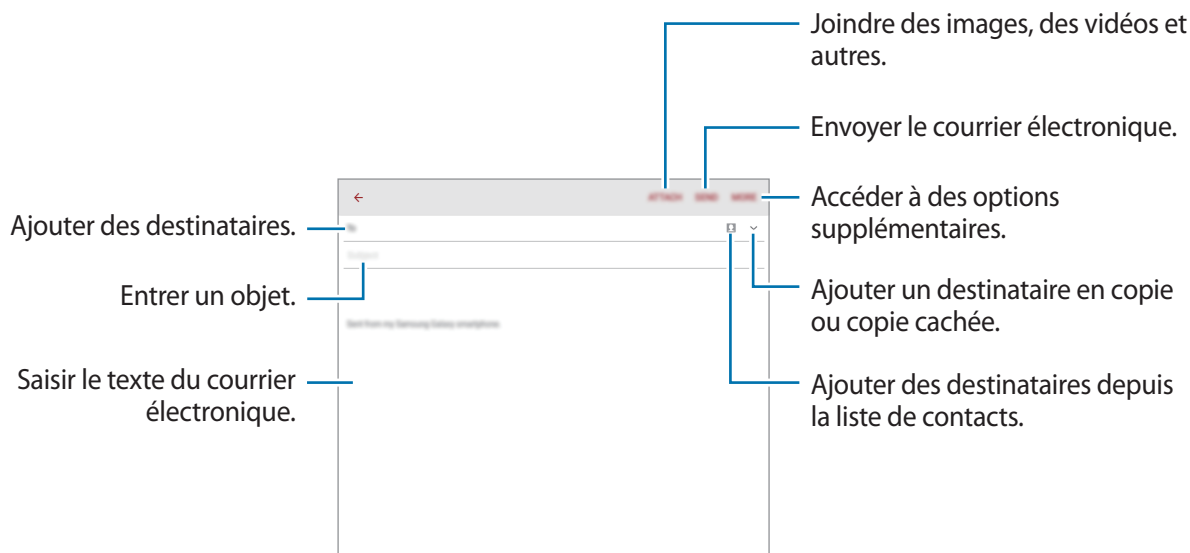 Joindre des images, des vidéos et
autres.
Envoyer le courrier électronique.
ATTACH SEND MORE
Accéder à des options
supplémentaires.
Ajouter des destinataires.
To
Subject
Entrer un objet.
Ajouter un destinataire en copie
ou copie cachée.
Sent from my Samsung Galaxy smartphone.
Saisir le texte du courrier
électronique.
Ajouter des destinataires depuis
la liste de contacts.